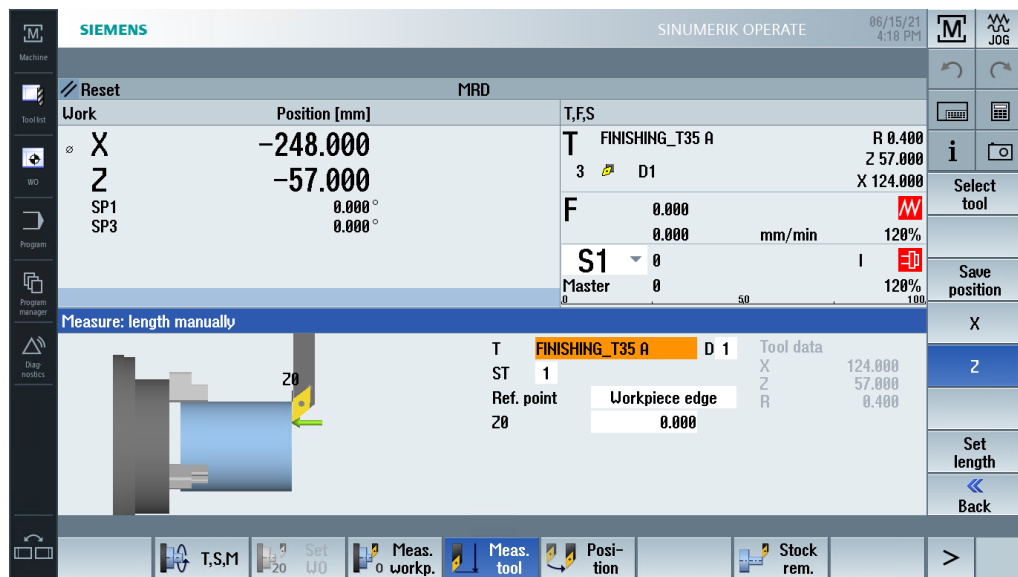 SIEMENS
SINUMERIK OPERATE
06/15/21
4:18 PM
M
JOG
Machine
Tool list
WO
Program
Program
manager
Diag-
nostics
Reset
MRD
Work
Position [mm]
T,F,S
⌀ X -248.000
Z -57.000
SP1 0.000°
SP3 0.000°
T FINISHING_T35 A R 0.400
Z 57.000
3 D1
X 124.000
F 0.000
0.000 mm/min 120%
S1 0 I
Master 0 120%
0 50 100
Measure: length manually
Z0
T FINISHING_T35 A D 1
ST 1
Ref. point Workpiece edge
Z0 0.000
Tool data
X 124.000
Z 57.000
R 0.400
i
Select
tool
Save
position
X
Z
Set
length
«
Back
T,S,M
20
Set
WO
0
Meas.
workp.
Meas.
tool
Posi-
tion
Stock
rem.
>